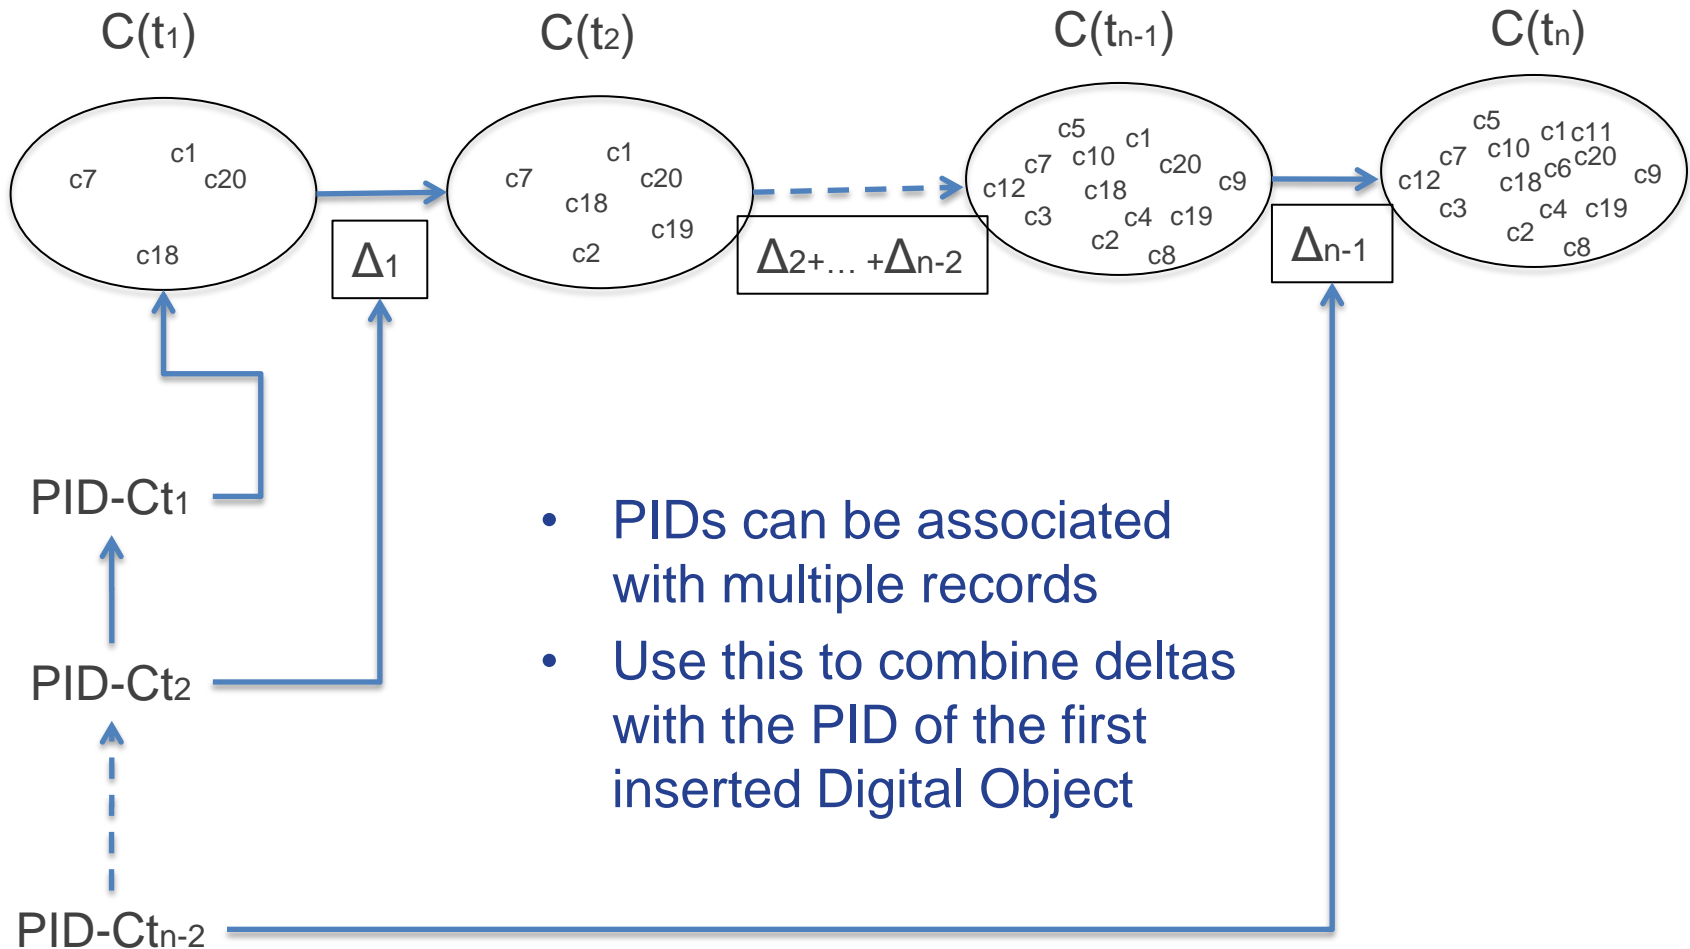 C(t1) C(t2) C(tn-1) C(tn)
c1
c7
c20
c18
c1
c7
c20
c18
c19
c2
c5
c1
c7
c10
c20
c12
c18
c9
c3
c4
c19
c2
c8
c5
c1
c11
c7
c10
c20
c6
c12
c18
c9
c3
c4
c19
c2
c8
Δ1
Δ2+... +Δn-2
Δn-1
PID-Ct1
PID-Ct2
PID-Ctn-2
• PIDs can be associated
with multiple records
• Use this to combine deltas
with the PID of the first
inserted Digital Object